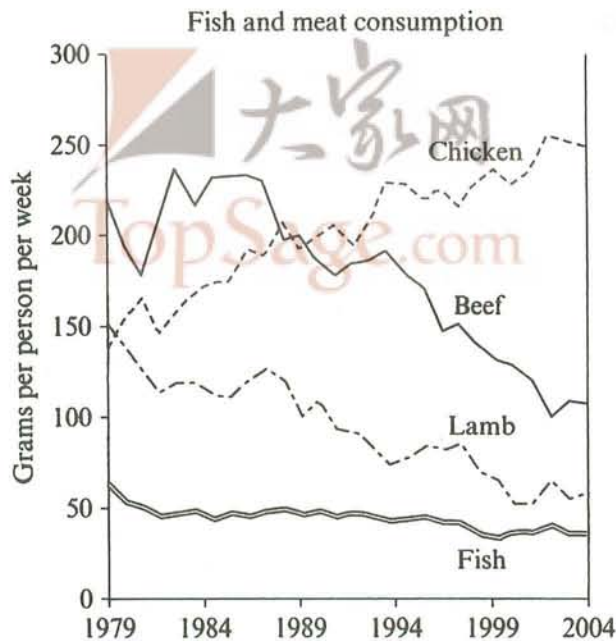 Fish and meat consumption
300
大家网
250
Chicken
200
TopSage.com
150
Beef
100
Lamb
50
Fish
0
Grams per person per week
1979 1984 1989 1994 1999 2004